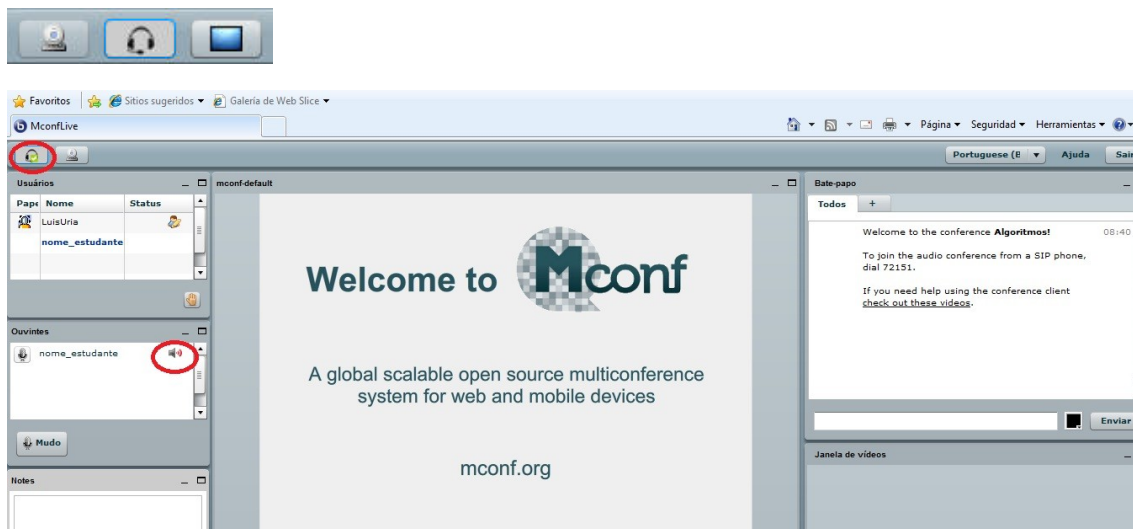 Favoritos Sitios sugeridos Galería de Web Slice
MconfLive
Página Seguridad Herramientas
Portuguese (E Ajuda Sair
Usuários
Pape Nome Status
LuisUria
nome_estudante
Ouvintes
nome_estudante
Mudo
Notes
mconf-default
Welcome to Mconf
A global scalable open source multiconference
system for web and mobile devices
mconf.org
Bate-papo
Todos +
Welcome to the conference Algoritmos! 08:40
To join the audio conference from a SIP phone,
dial 72151.
If you need help using the conference client
check out these videos.
Enviar
Janela de vídeos